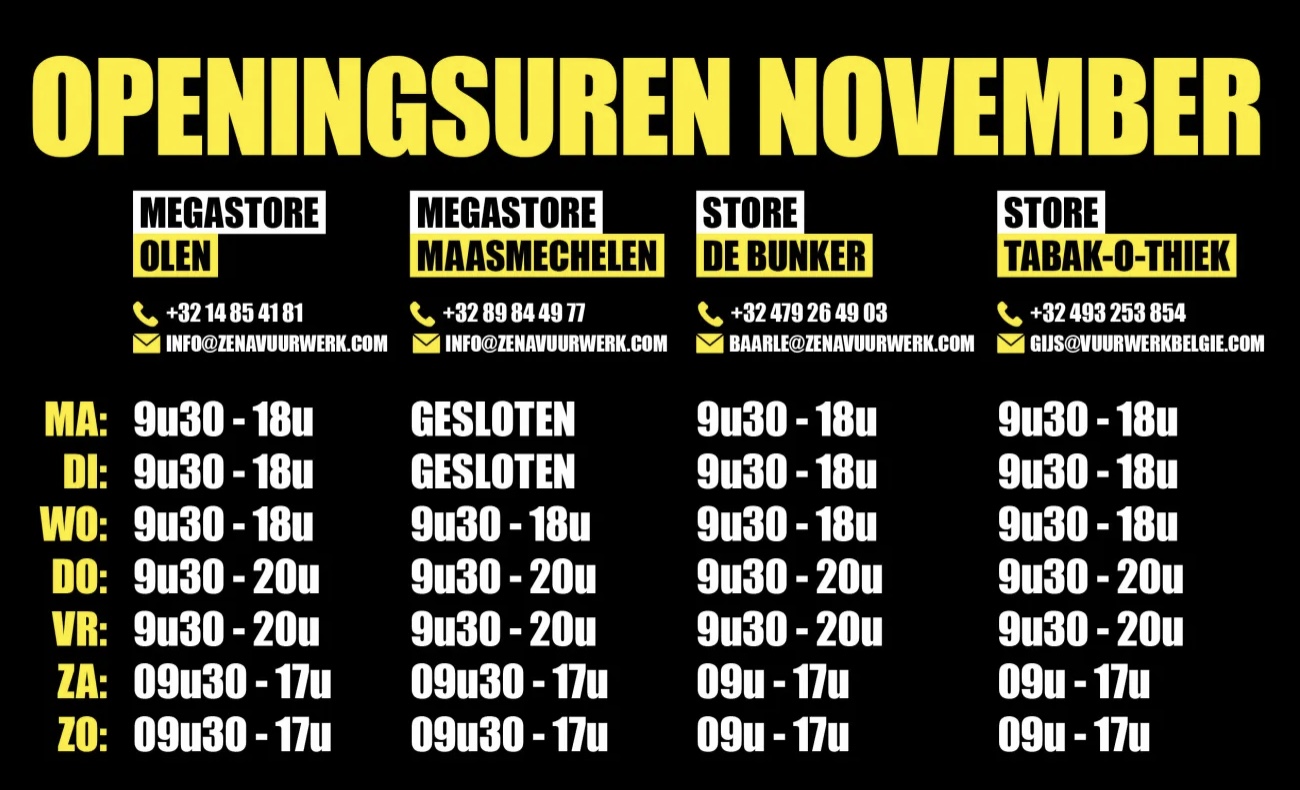 OPENINGSUREN NOVEMBER
MEGASTORE MEGASTORE STORE STORE
OLEN MAASMECHELEN DE BUNKER TABAK-O-THIEK
+32 14 85 41 81 +32 89 84 49 77 +32 479 26 49 03 +32 493 253 854
INFO@ZENAVUURWERK.COM INFO@ZENAVUURWERK.COM BAARLE@ZENAVUURWERK.COM GIJS@VUURWERKBELGIE.COM
MA: 9u30 - 18u GESLOTEN 9u30 - 18u 9u30 - 18u
DI: 9u30 - 18u GESLOTEN 9u30 - 18u 9u30 - 18u
WO: 9u30 - 18u 9u30 - 18u 9u30 - 18u 9u30 - 18u
DO: 9u30 - 20u 9u30 - 20u 9u30 - 20u 9u30 - 20u
VR: 9u30 - 20u 9u30 - 20u 9u30 - 20u 9u30 - 20u
ZA: 09u30 - 17u 09u30 - 17u 09u - 17u 09u - 17u
ZO: 09u30 - 17u 09u30 - 17u 09u - 17u 09u - 17u